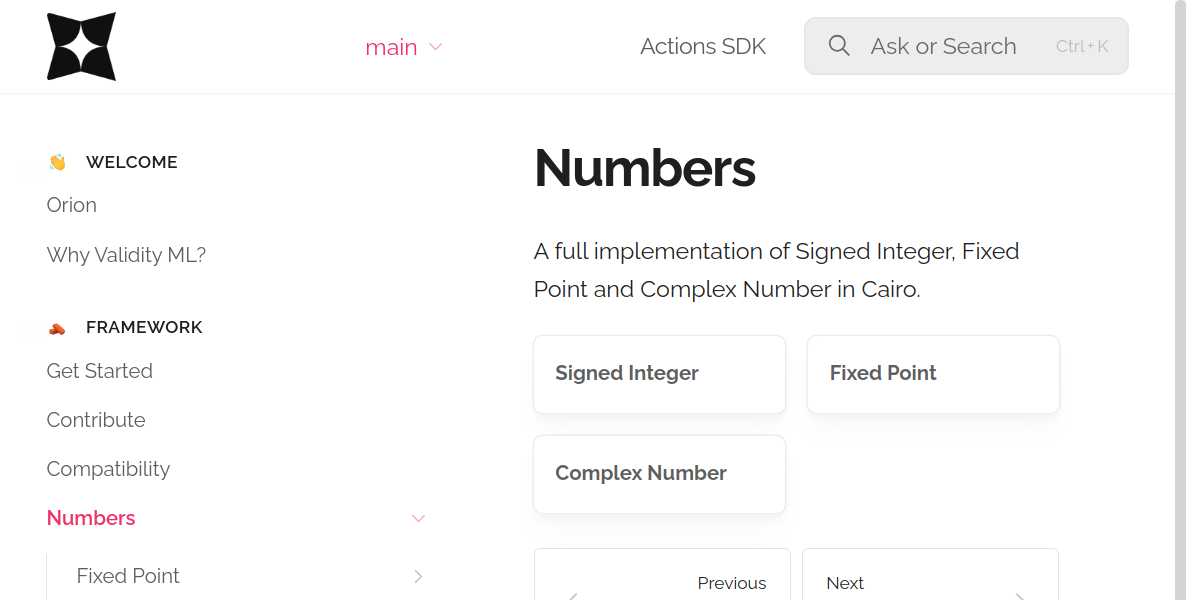 main
Actions SDK
Ask or Search
Ctrl + K
WELCOME
Orion
Why Validity ML?
FRAMEWORK
Get Started
Contribute
Compatibility
Numbers
Fixed Point
Numbers
A full implementation of Signed Integer, Fixed
Point and Complex Number in Cairo.
Signed Integer
Fixed Point
Complex Number
Previous
Next